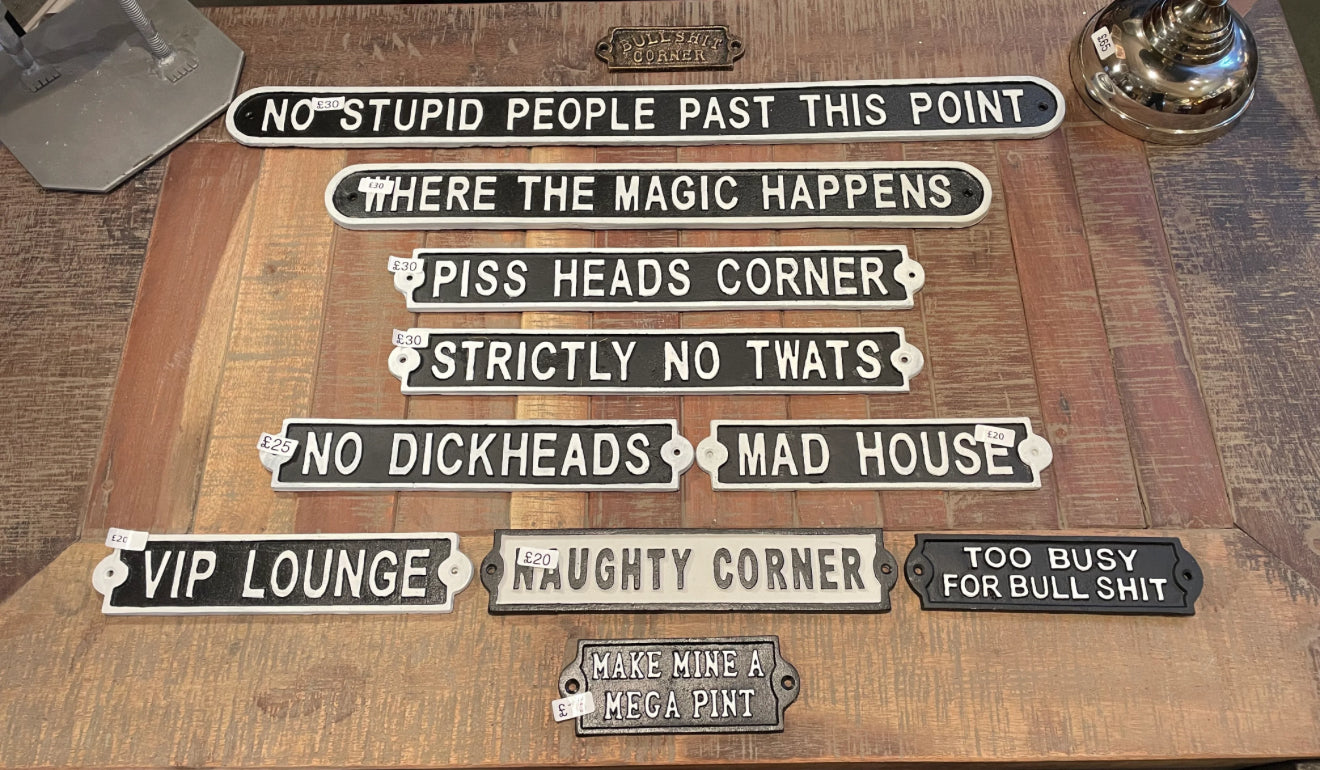 BULLSHIT
CORNER
£65
£30
NO STUPID PEOPLE PAST THIS POINT
£30
WHERE THE MAGIC HAPPENS
£30
PISS HEADS CORNER
£30
STRICTLY NO TWATS
£25
NO DICKHEADS
£20
MAD HOUSE
£20
VIP LOUNGE
£20
NAUGHTY CORNER
TOO BUSY
FOR BULL SHIT
MAKE MINE A
MEGA PINT